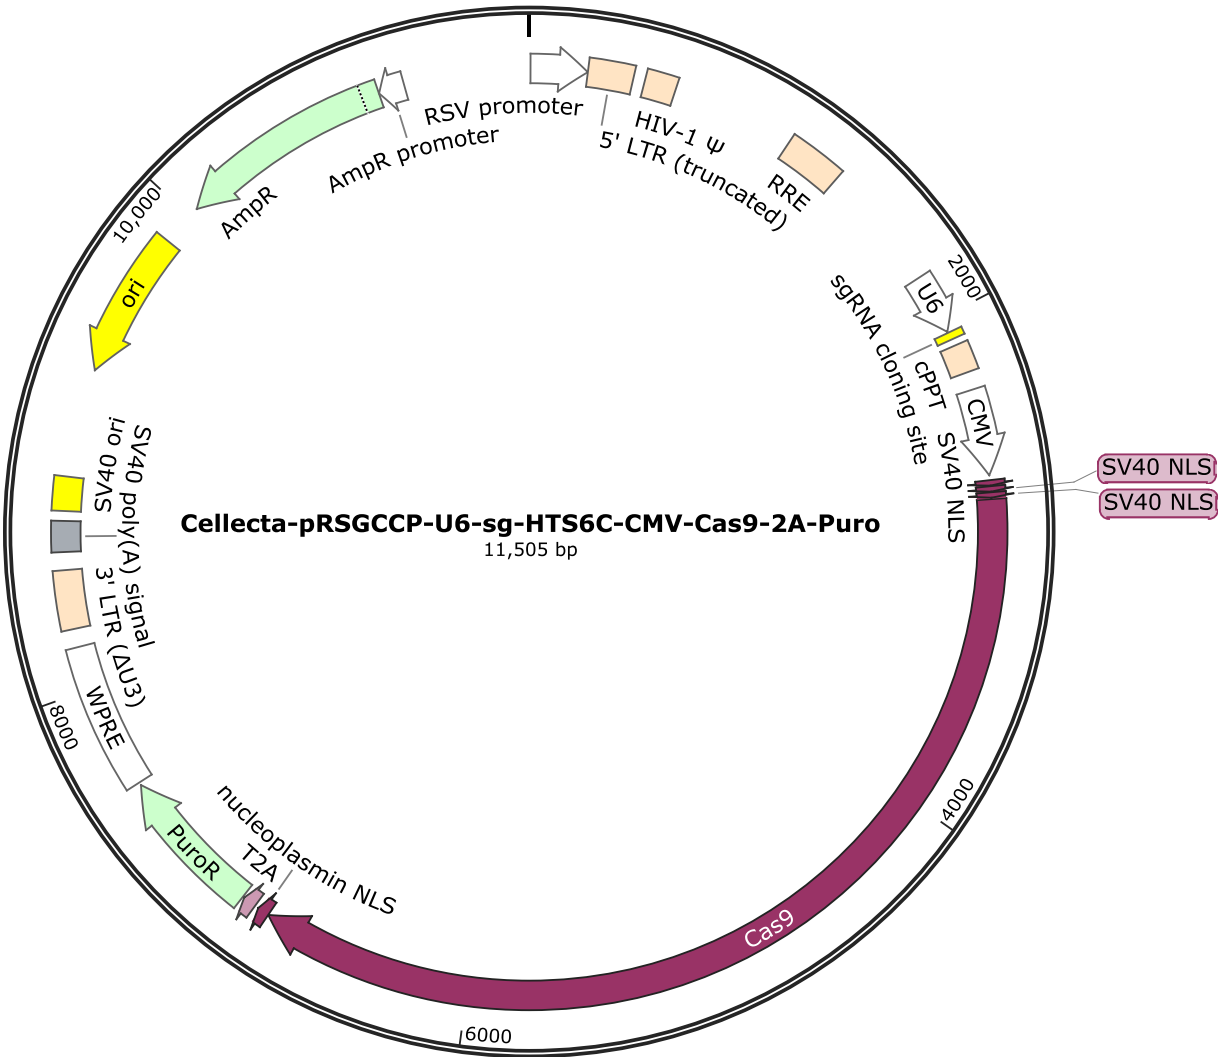 RSV promoter
5' LTR (truncated)
HIV-1 Ψ
RRE
2000
U6
sgRNA cloning site
cPPT
CMV
SV40 NLS
SV40 NLS
SV40 NLS
Cas9
4000
6000
nucleoplasmin NLS
T2A
PuroR
WPRE
8000
3' LTR (ΔU3)
SV40 poly(A) signal
SV40 ori
ori
10,000
AmpR
AmpR promoter
Cellecta-pRSGCCP-U6-sg-HTS6C-CMV-Cas9-2A-Puro
11,505 bp